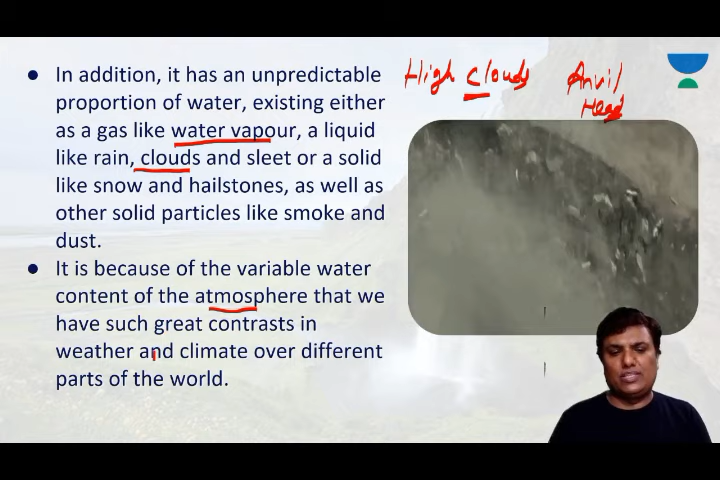 In addition, it has an unpredictable
proportion of water, existing either
as a gas like water vapour, a liquid
like rain, clouds and sleet or a solid
like snow and hailstones, as well as
other solid particles like smoke and
dust.
It is because of the variable water
content of the atmosphere that we
have such great contrasts in
weather and climate over different
parts of the world.
High clouds
Anvil
Head